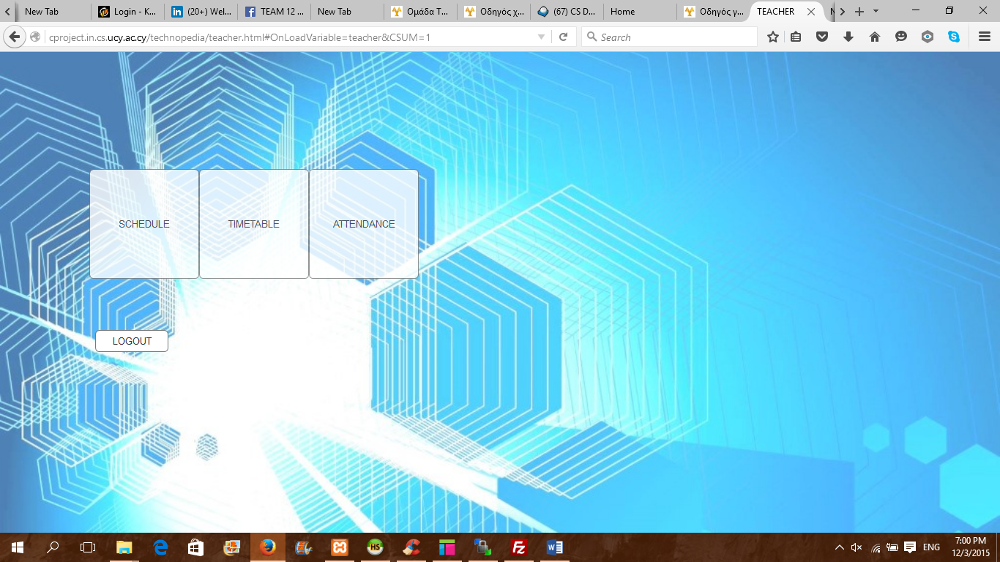 New Tab
Login - K...
(20+) Wel...
TEAM 12 ...
New Tab
Ομάδα Τ...
Οδηγός χ...
(67) CS D...
Home
Οδηγός γ...
TEACHER
cproject.in.cs.ucy.ac.cy/technopedia/teacher.html#OnLoadVariable=teacher&CSUM=1
Search
SCHEDULE
TIMETABLE
ATTENDANCE
LOGOUT
ENG
7:00 PM
12/3/2015